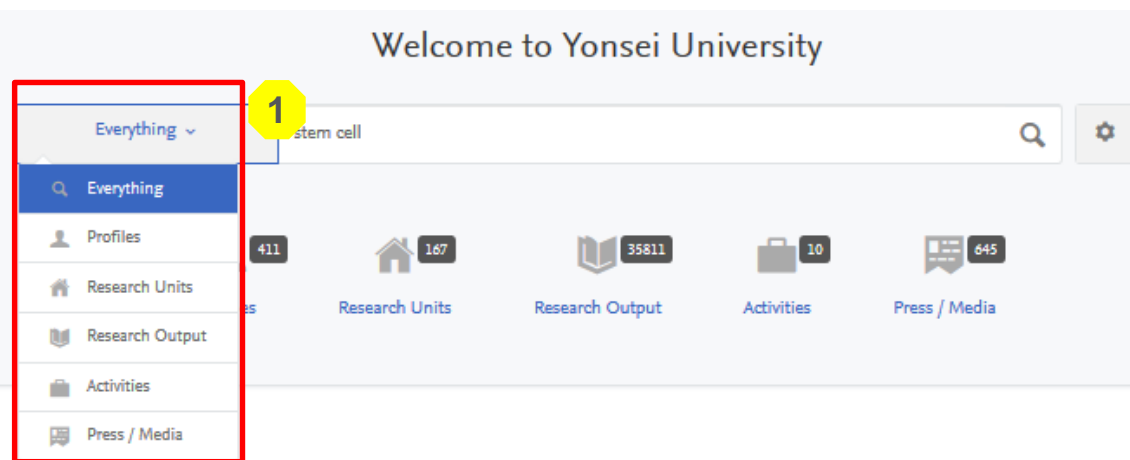 Welcome to Yonsei University
1
Everything
stem cell
Everything
Profiles
Research Units
Research Output
Activities
Press / Media
411
167
35811
10
645
es
Research Units
Research Output
Activities
Press / Media